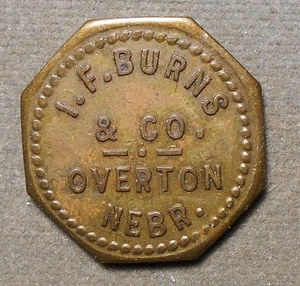 I.F.BURNS
& CO.
OVERTON
NEBR.